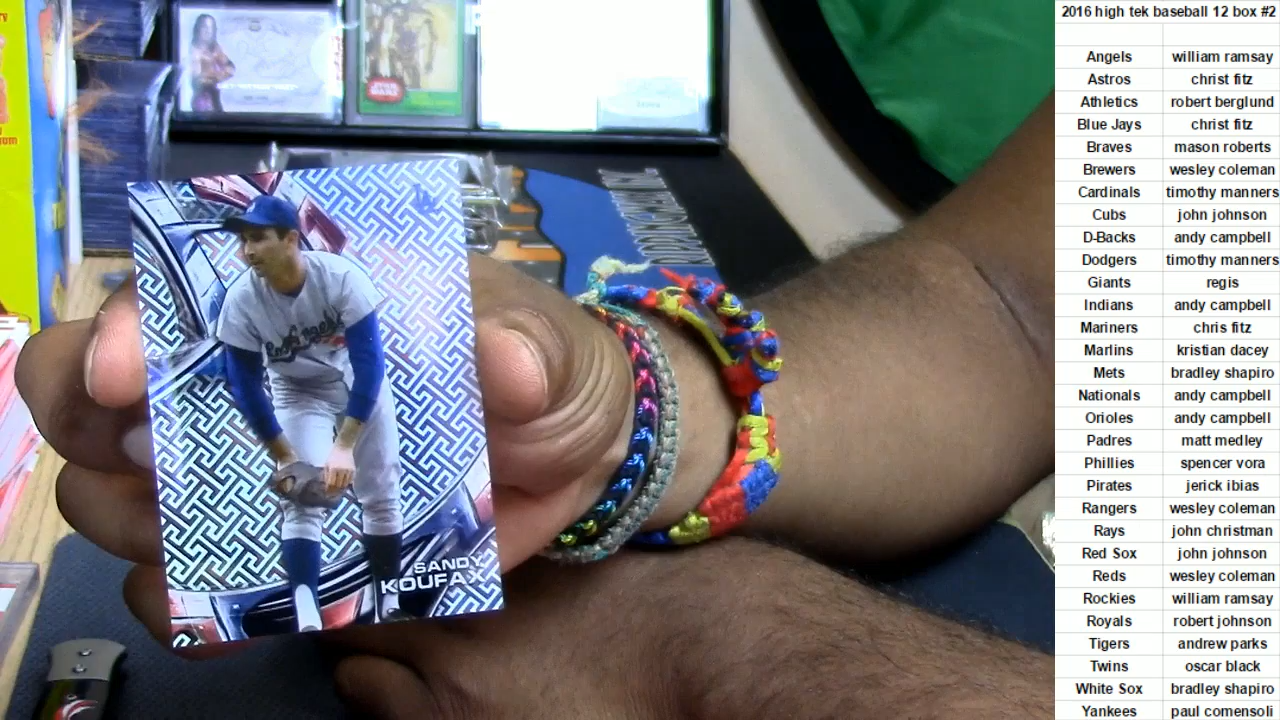 STAR WARS
LA
Los Angeles
SANDY
KOUFAX
2016 high tek baseball 12 box #2
Angels william ramsay
Astros christ fitz
Athletics robert berglund
Blue Jays christ fitz
Braves mason roberts
Brewers wesley coleman
Cardinals timothy manners
Cubs john johnson
D-Backs andy campbell
Dodgers timothy manners
Giants regis
Indians andy campbell
Mariners chris fitz
Marlins kristian dacey
Mets bradley shapiro
Nationals andy campbell
Orioles andy campbell
Padres matt medley
Phillies spencer vora
Pirates jerick ibias
Rangers wesley coleman
Rays john christman
Red Sox john johnson
Reds wesley coleman
Rockies william ramsay
Royals robert johnson
Tigers andrew parks
Twins oscar black
White Sox bradley shapiro
Yankees paul comensoli